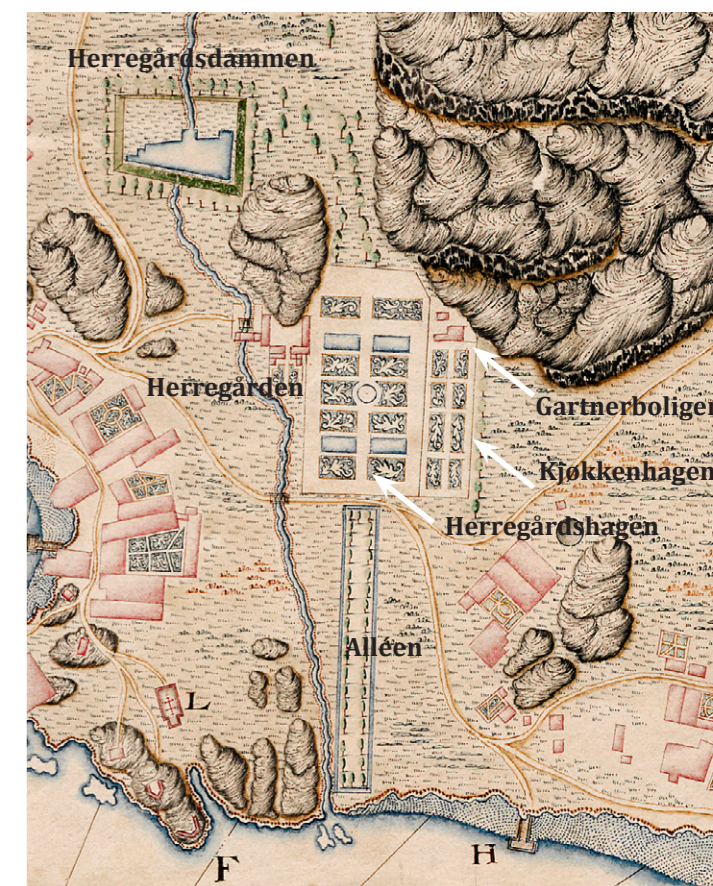 Herregårdsdammen
Herregården
Gartnerboligen
Kjøkkenhagen
Herregårdshagen
Alléen
L
F
H